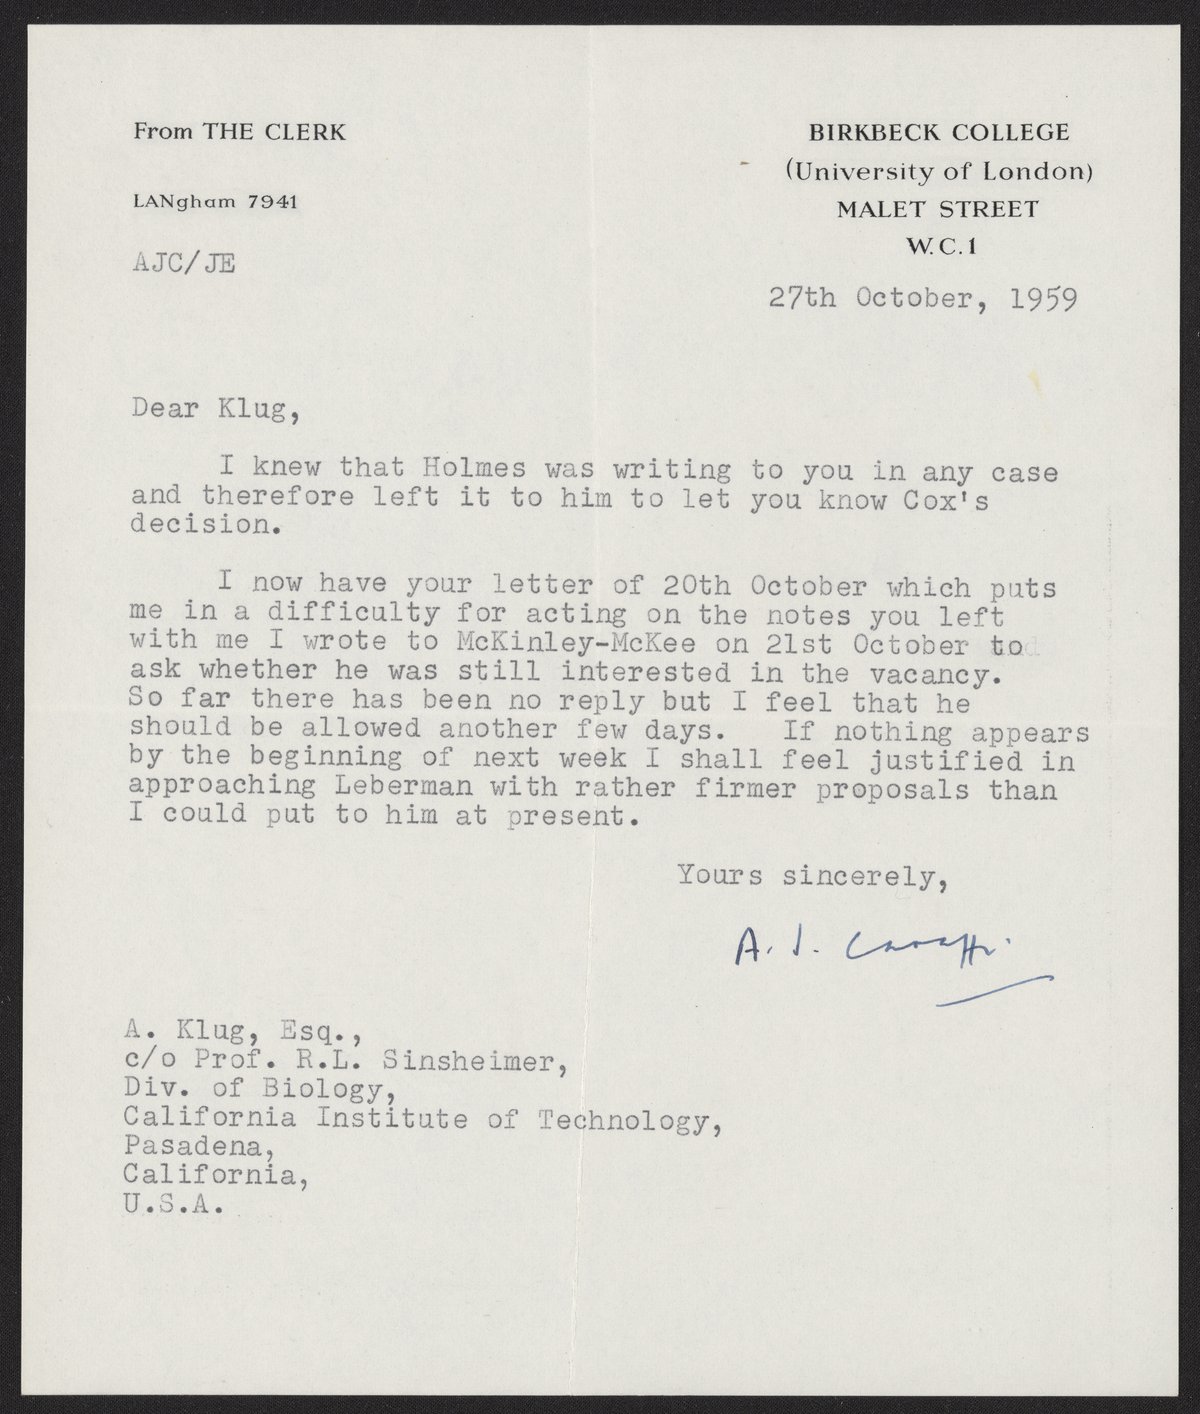 From THE CLERK
BIRKBECK COLLEGE
(University of London)
LANgham 7941
MALET STREET
W.C.1
AJC/JE
27th October, 1959
Dear Klug,
I knew that Holmes was writing to you in any case
and therefore left it to him to let you know Cox's
decision.
I now have your letter of 20th October which puts
me in a difficulty for acting on the notes you left
with me I wrote to McKinley-McKee on 21st October to
ask whether he was still interested in the vacancy.
So far there has been no reply but I feel that he
should be allowed another few days. If nothing appears
by the beginning of next week I shall feel justified in
approaching Leberman with rather firmer proposals than
I could put to him at present.
Yours sincerely,
A. J. Caraffi
A. Klug, Esq.,
c/o Prof. R.L. Sinsheimer,
Div. of Biology,
California Institute of Technology,
Pasadena,
California,
U.S.A.